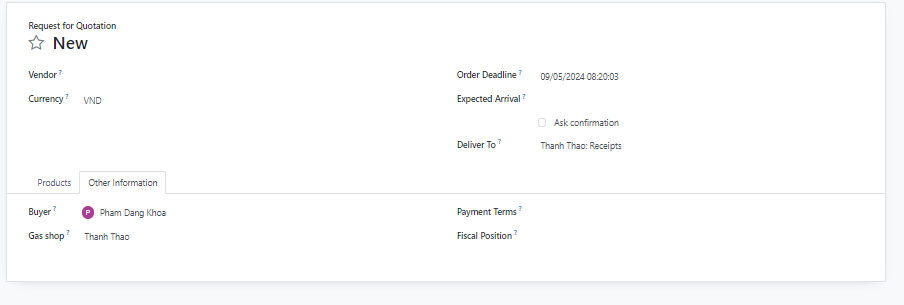 Request for Quotation
New
Vendor ?
Order Deadline ? 09/05/2024 08:20:03
Currency ? VND
Expected Arrival ?
Ask confirmation
Deliver To ? Thanh Thao: Receipts
Products Other Information
Buyer ? P Pham Dang Khoa
Payment Terms ?
Gas shop ? Thanh Thao
Fiscal Position ?